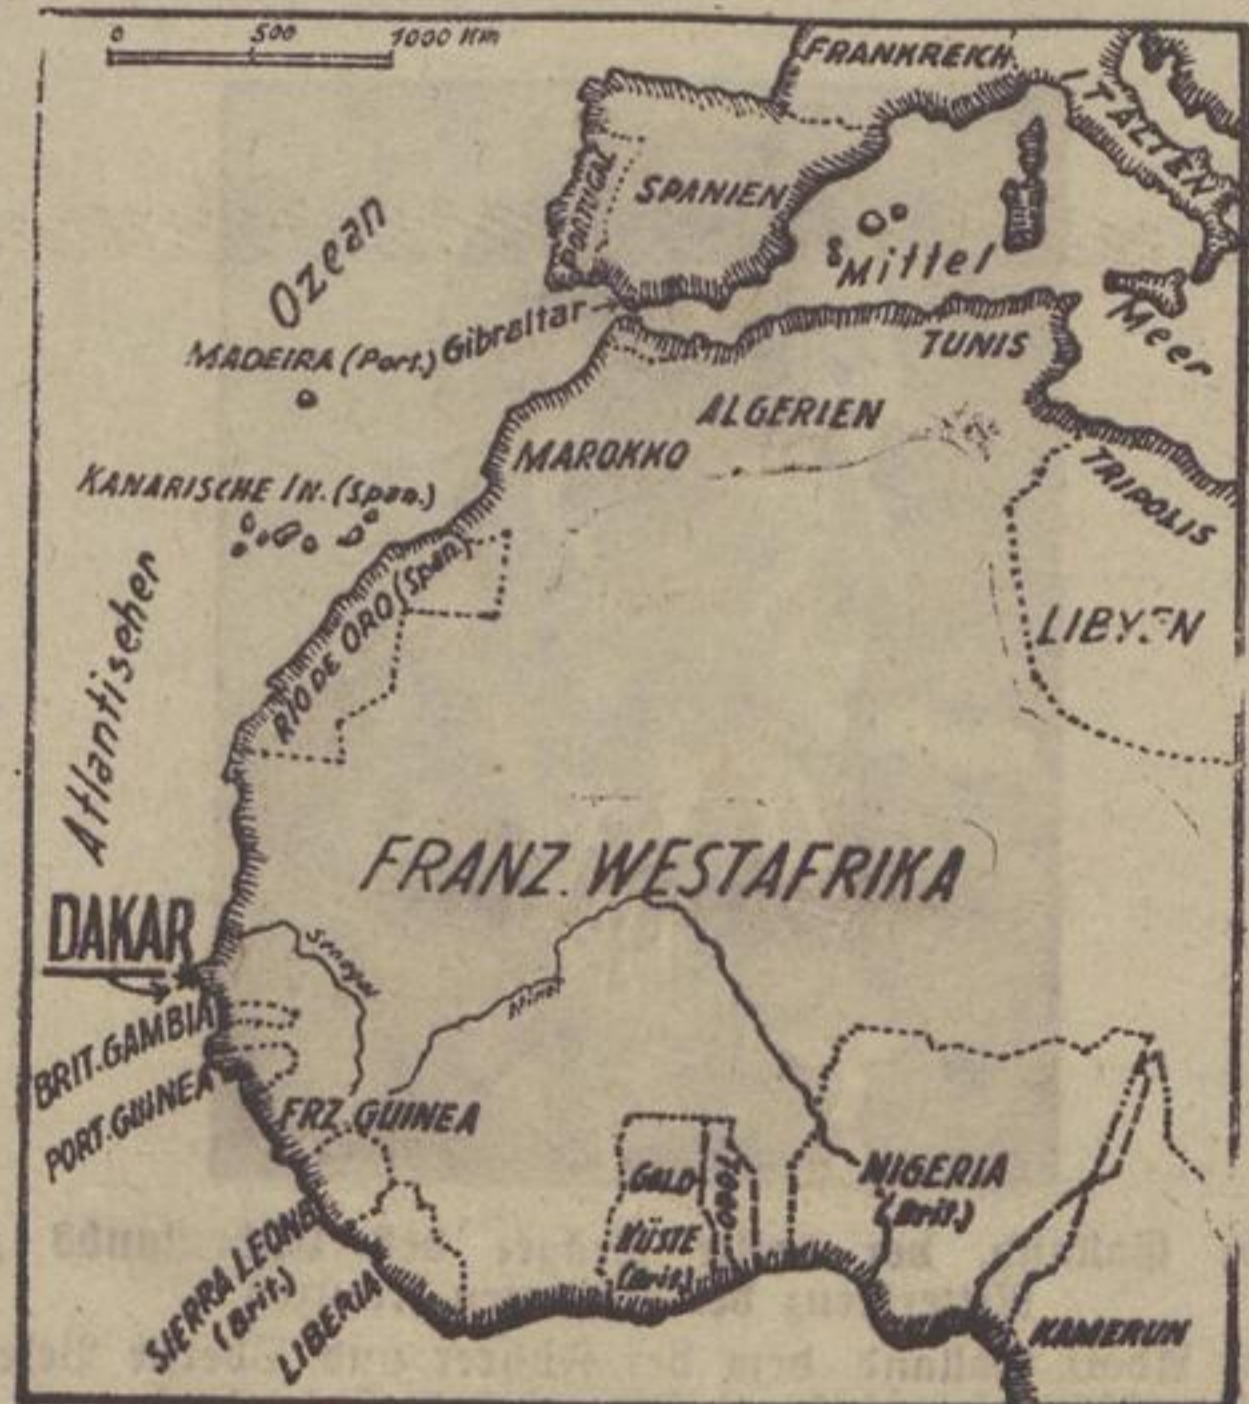 0 500 1000 Km
FRANKREICH
ITALIEN
PORTUGAL
SPANIEN
Ozean
Mittel
Meer
Gibraltar
MADEIRA (Port.)
TUNIS
ALGERIEN
MAROKKO
KANARISCHE IN. (Span.)
TRIPOLIS
RIO DE ORO (Span.)
LIBYEN
Atlantischer
FRANZ. WESTAFRIKA
DAKAR
Senegal
BRIT. GAMBIA
PORT. GUINEA
FRZ. GUINEA
GOLD
KÜSTE
(Brit.)
TOGO
NIGERIA
(Brit.)
SIERRA LEONE
(Brit.)
LIBERIA
KAMERUN